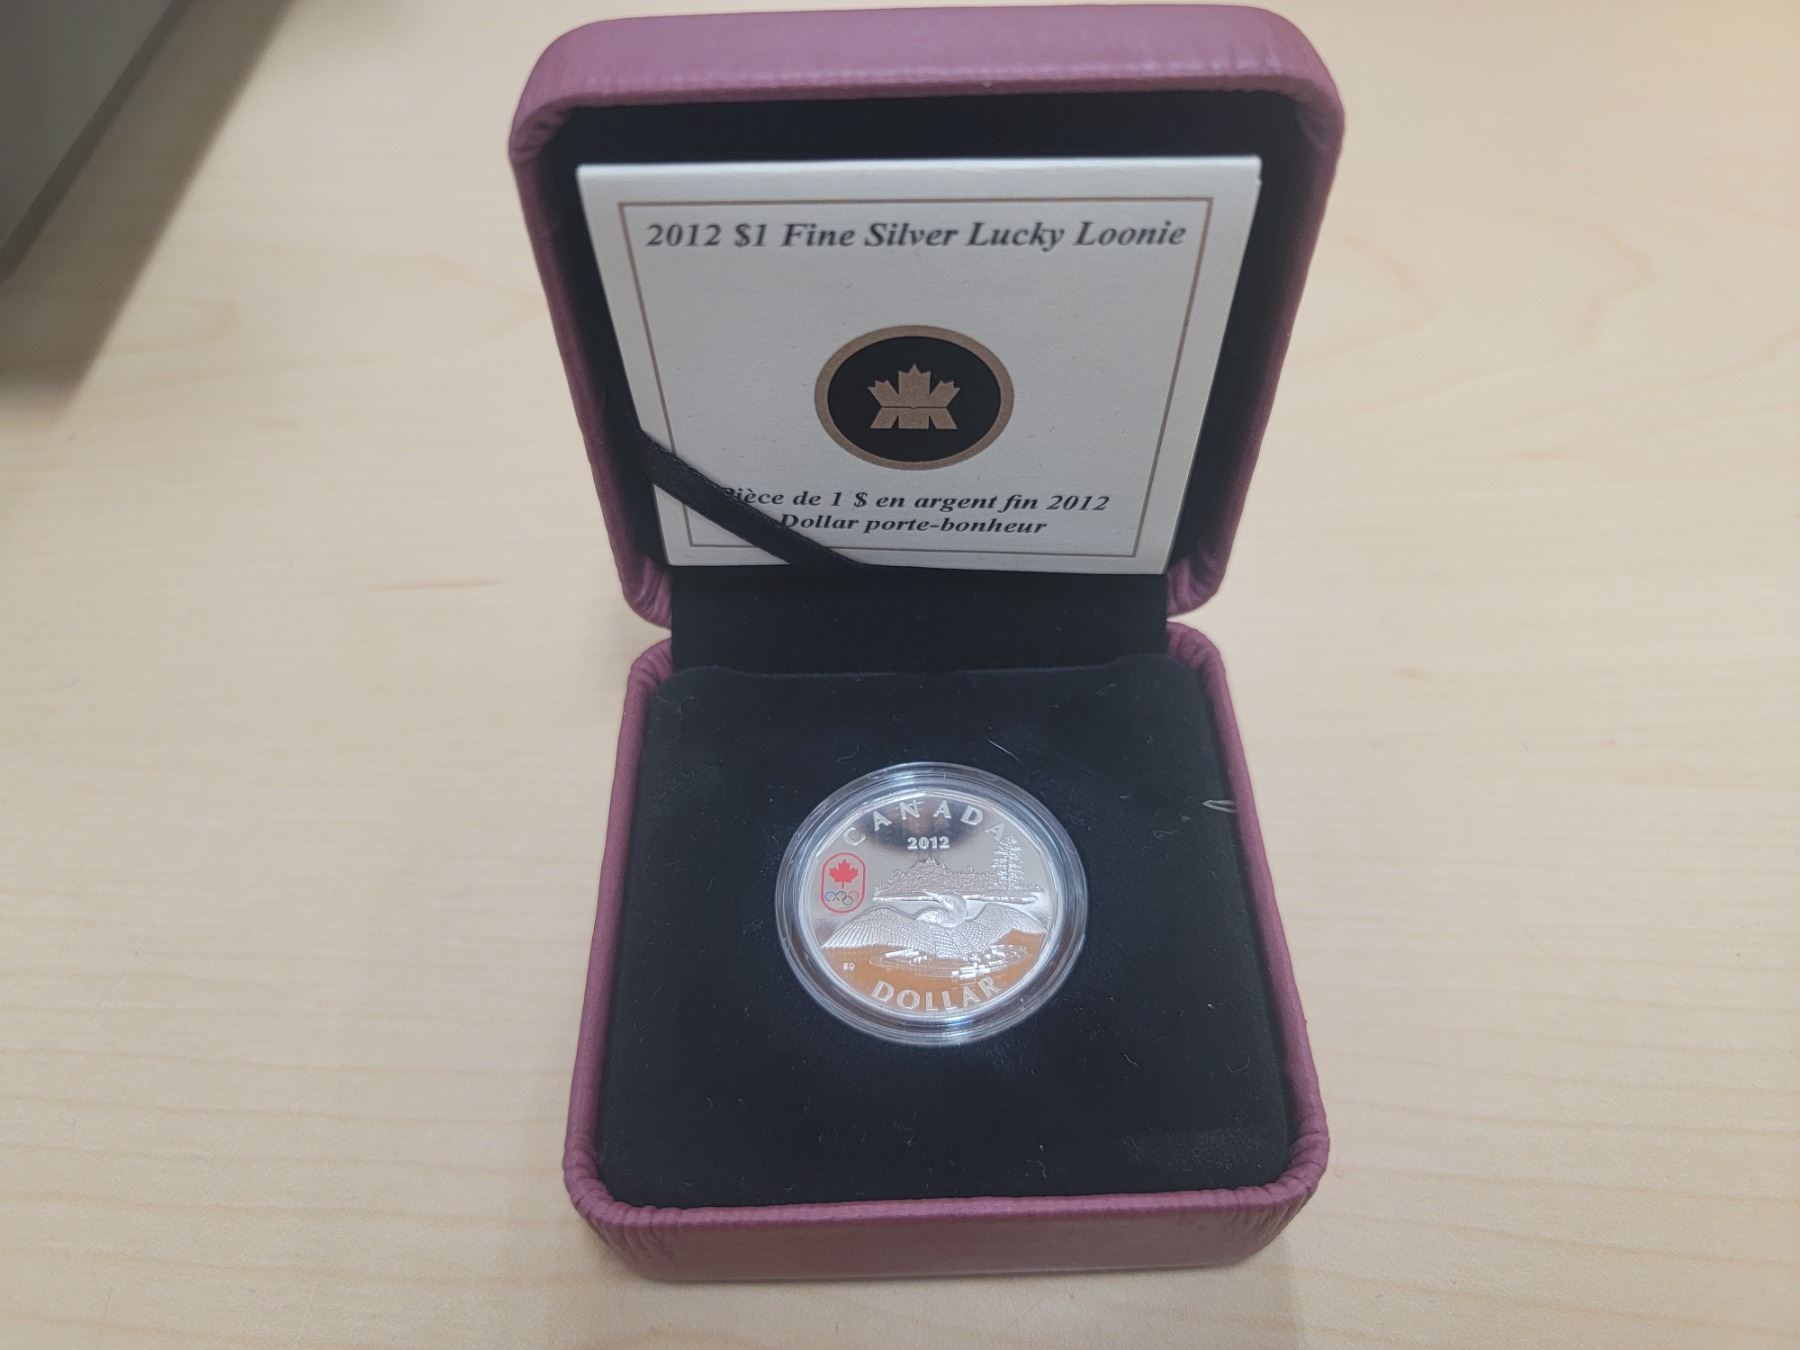 2012 $1 Fine Silver Lucky Loonie
Pièce de 1 $ en argent fin 2012
Dollar porte-bonheur
CANADA
2012
DOLLAR